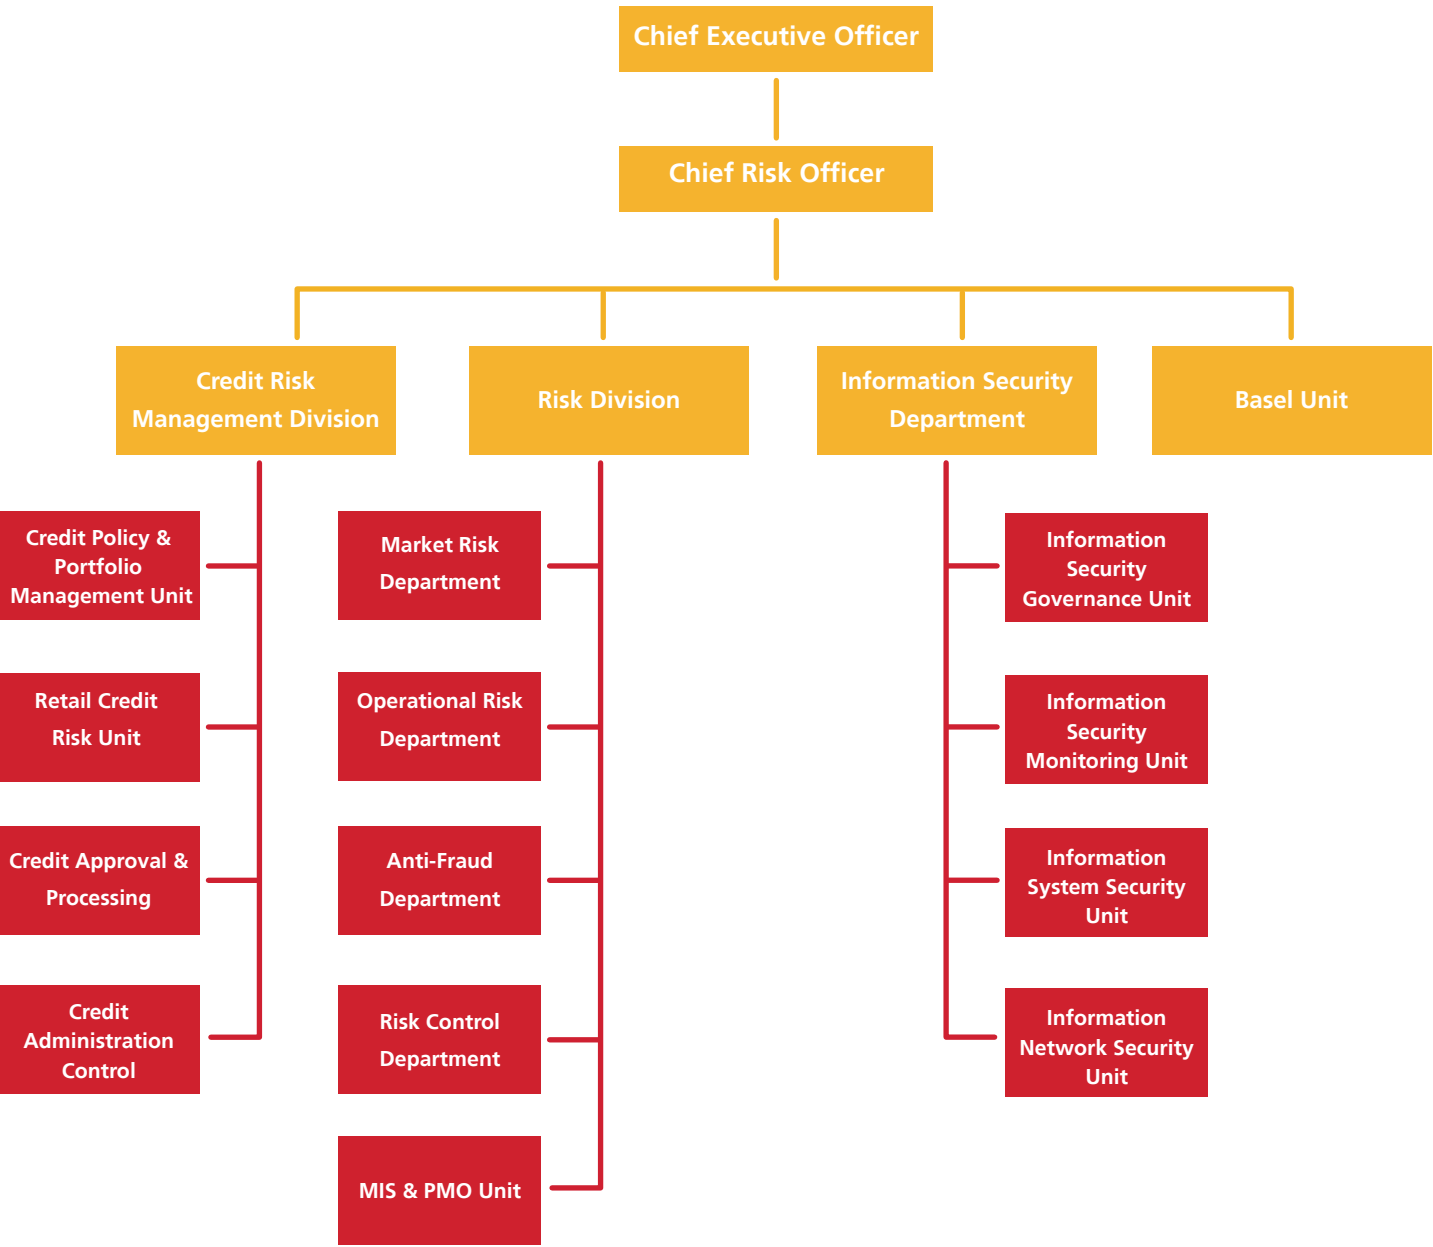 Chief Executive Officer
Chief Risk Officer
Credit Risk
Management Division
Risk Division
Information Security
Department
Basel Unit
Credit Policy &
Portfolio
Management Unit
Retail Credit
Risk Unit
Credit Approval &
Processing
Credit
Administration
Control
Market Risk
Department
Operational Risk
Department
Anti-Fraud
Department
Risk Control
Department
MIS & PMO Unit
Information
Security
Governance Unit
Information
Security
Monitoring Unit
Information
System Security
Unit
Information
Network Security
Unit